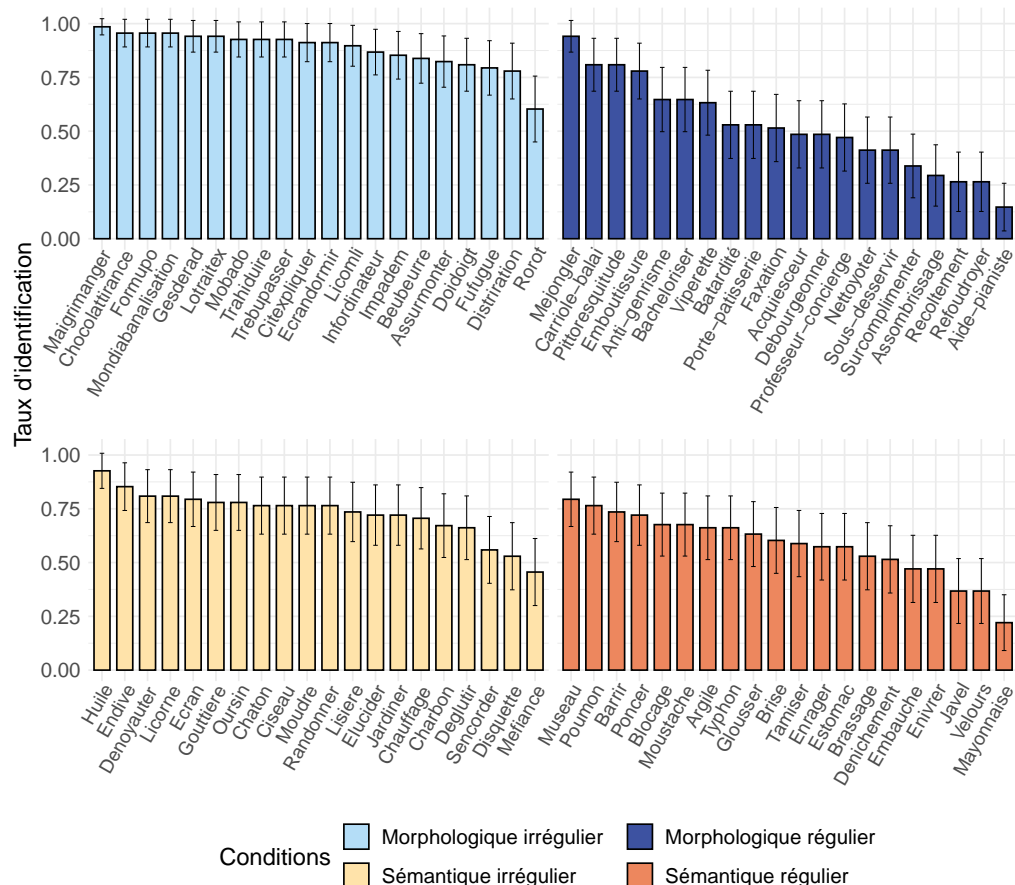 Taux d'identification
1.00
0.75
0.50
0.25
0.00
Maigrimanger
Chocolattirance
Formupo
Mondiabanalisation
Gesderad
Lotraitex
Mobado
Traniduire
Trebupasser
Citexpliquer
Ecrandormir
Licomli
Infordinateur
Impadem
Beuberurre
Assurmonter
Dodoigt
Fufugue
Distriration
Rorot
Mejongler
Carriole−balai
Pittoresquitude
Emboutissure
Anti−genrisme
Bacheloriser
Viperette
Batardité
Porte−patisserie
Faxation
Acquiesceur
Debourgeonner
Professeur−concierge
Nettoyoter
Sous−desservir
Surcomplimenter
Assombrissage
Recoltement
Refoudroyer
Aide−pianiste
1.00
0.75
0.50
0.25
0.00
Huile
Endive
Denoyauter
Licorne
Ecran
Gouttiere
Oursin
Chaton
Ciseau
Moudre
Randonner
Lisiere
Elucider
Jardiner
Chauffage
Charbon
Deglutir
Sencorder
Disquette
Mefiance
Museau
Poumon
Barrir
Poncer
Blocage
Moustache
Argile
Typhon
Glousser
Brise
Tamiser
Enrager
Estomac
Brassage
Denichement
Embauche
Enivrer
Javel
Velours
Mayonnaise
Conditions
Morphologique irrégulier
Morphologique régulier
Sémantique irrégulier
Sémantique régulier